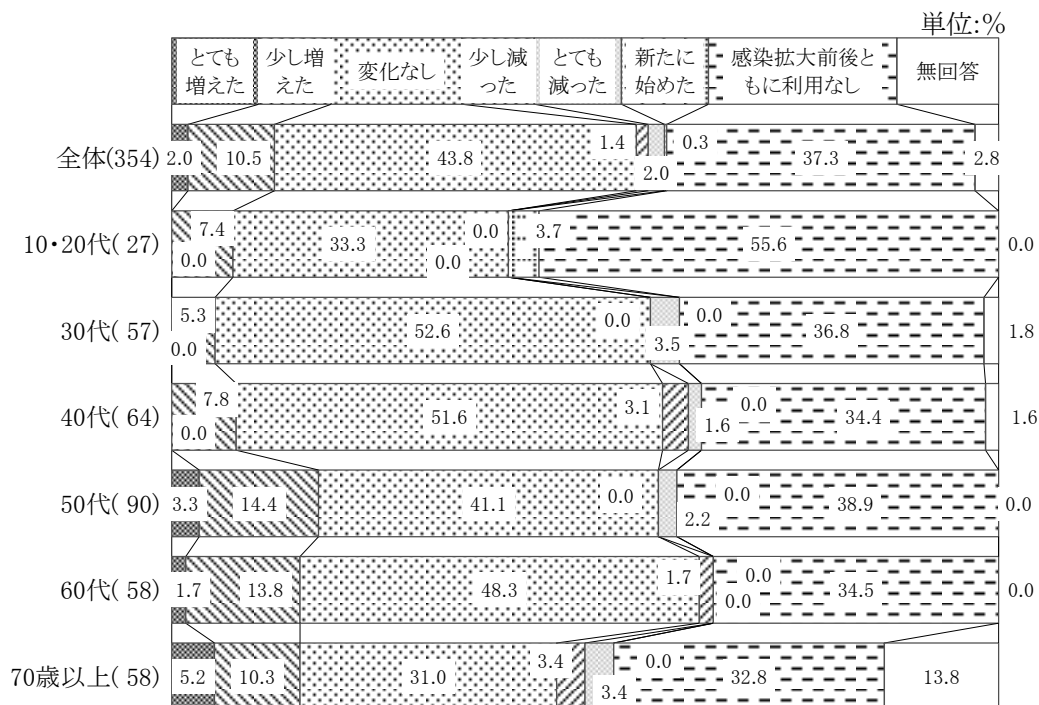 単位:%
とても増えた 少し増えた 変化なし 少し減った とても減った 新たに始めた 感染拡大前後ともに利用なし 無回答
全体(354) 2.0 10.5 43.8 1.4 2.0 0.3 37.3 2.8
10・20代( 27) 0.0 7.4 33.3 0.0 0.0 3.7 55.6 0.0
30代( 57) 0.0 5.3 52.6 0.0 3.5 0.0 36.8 1.8
40代( 64) 0.0 7.8 51.6 3.1 1.6 0.0 34.4 1.6
50代( 90) 3.3 14.4 41.1 0.0 2.2 0.0 38.9 0.0
60代( 58) 1.7 13.8 48.3 1.7 0.0 0.0 34.5 0.0
70歳以上( 58) 5.2 10.3 31.0 3.4 3.4 0.0 32.8 13.8